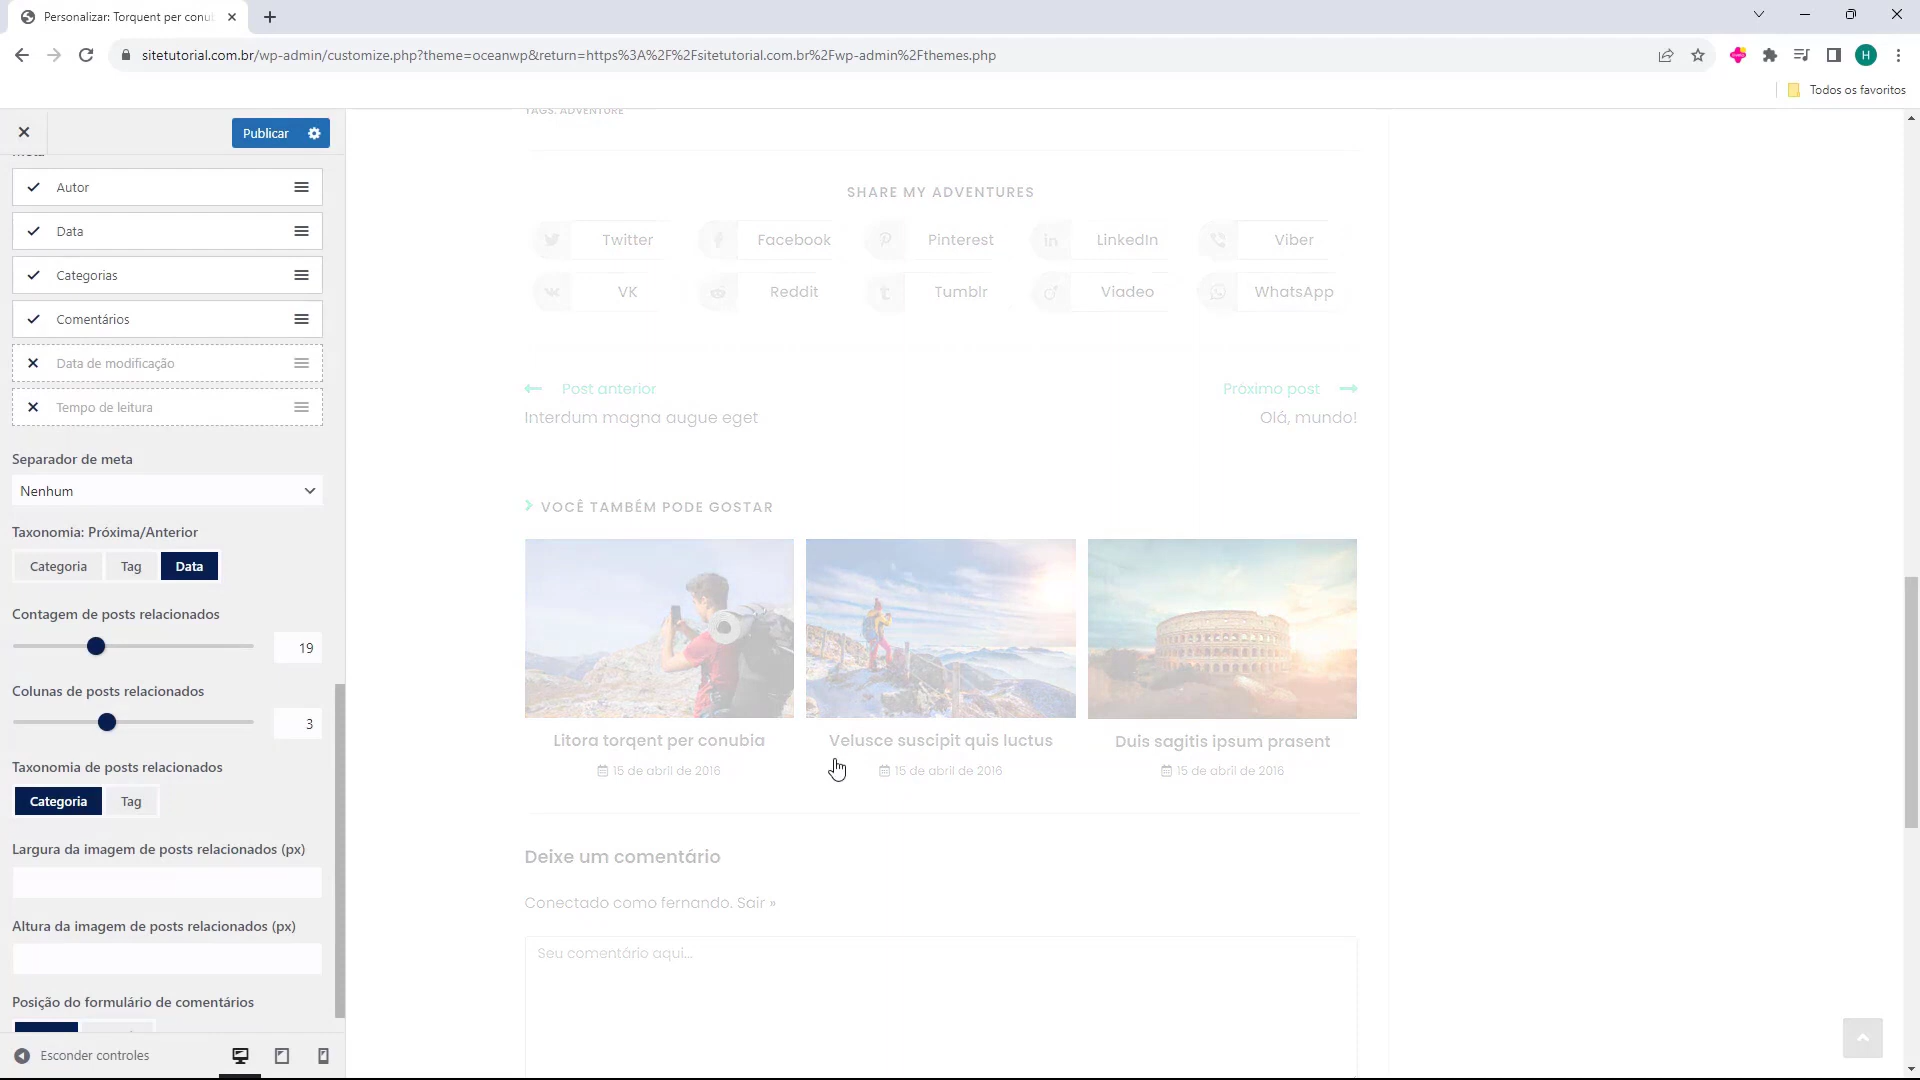 Personalizar: Torquent per conub
sitetutorial.com.br/wp-admin/customize.php?theme=oceanwp&return=https%3A%2F%2Fsitetutorial.com.br%2Fwp-admin%2Fthemes.php
H
Todos os favoritos
Publicar
Meta
Autor
Data
Categorias
Comentários
Data de modificação
Tempo de leitura
Separador de meta
Nenhum
Taxonomia: Próxima/Anterior
Categoria Tag Data
Contagem de posts relacionados
19
Colunas de posts relacionados
3
Taxonomia de posts relacionados
Categoria Tag
Largura da imagem de posts relacionados (px)
Altura da imagem de posts relacionados (px)
Posição do formulário de comentários
Esconder controles
TAGS: ADVENTURE
SHARE MY ADVENTURES
Twitter Facebook Pinterest LinkedIn Viber
VK Reddit Tumblr Viadeo WhatsApp
Post anterior Próximo post
Interdum magna augue eget Olá, mundo!
VOCÊ TAMBÉM PODE GOSTAR
Litora torqent per conubia Velusce suscipit quis luctus Duis sagitis ipsum prasent
15 de abril de 2016 15 de abril de 2016 15 de abril de 2016
Deixe um comentário
Conectado como fernando. Sair »
Seu comentário aqui...